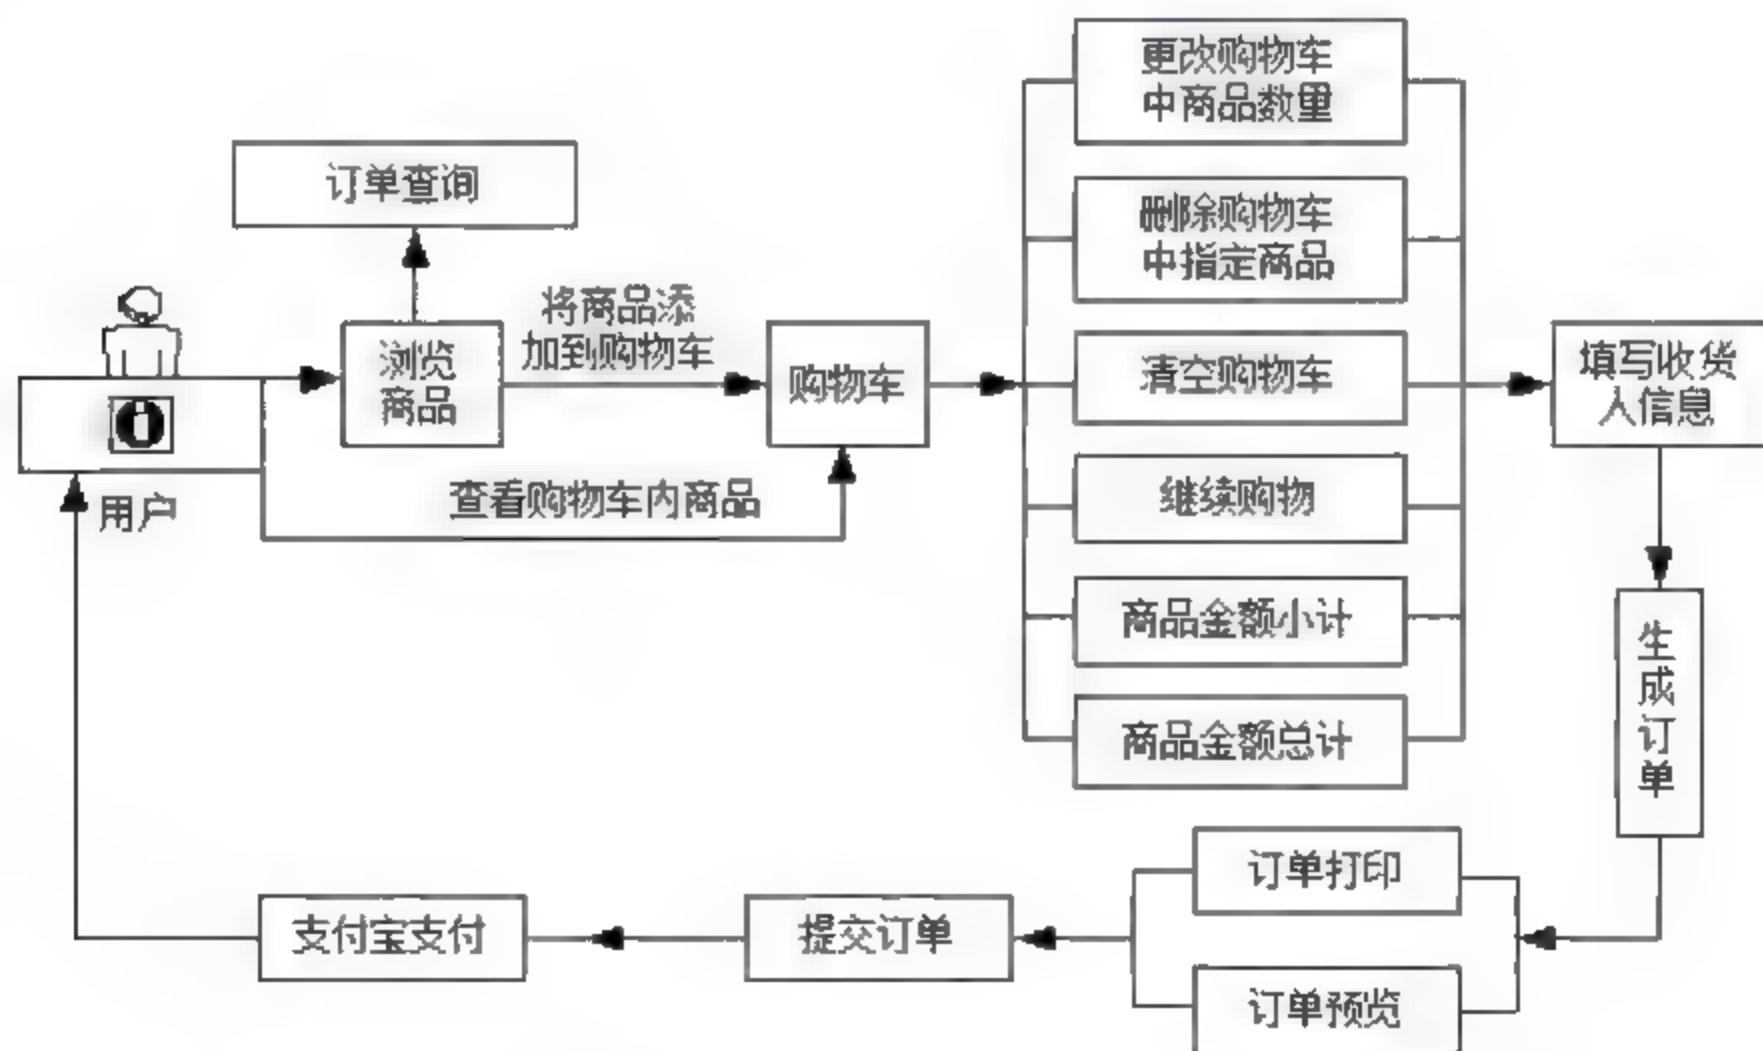 更改购物车
中商品数里
订单查询
删除购物车
中指定商品
将商品添
加到购物车
浏览
商品
购物车
清空购物车
填写收货
人信息
用户
查看购物车内商品
继续购物
商品金额小计
生
成
订
单
商品金额总计
订单打印
支付宝支付
提交订单
订单预览